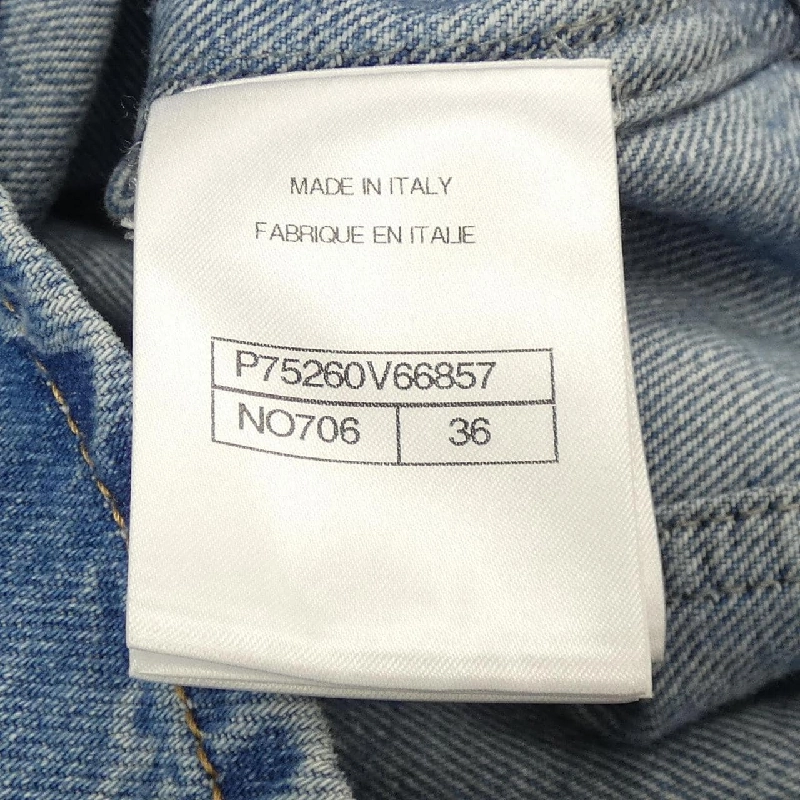 MADE IN ITALY
FABRIQUE EN ITALIE
P75260V66857
NO706 36